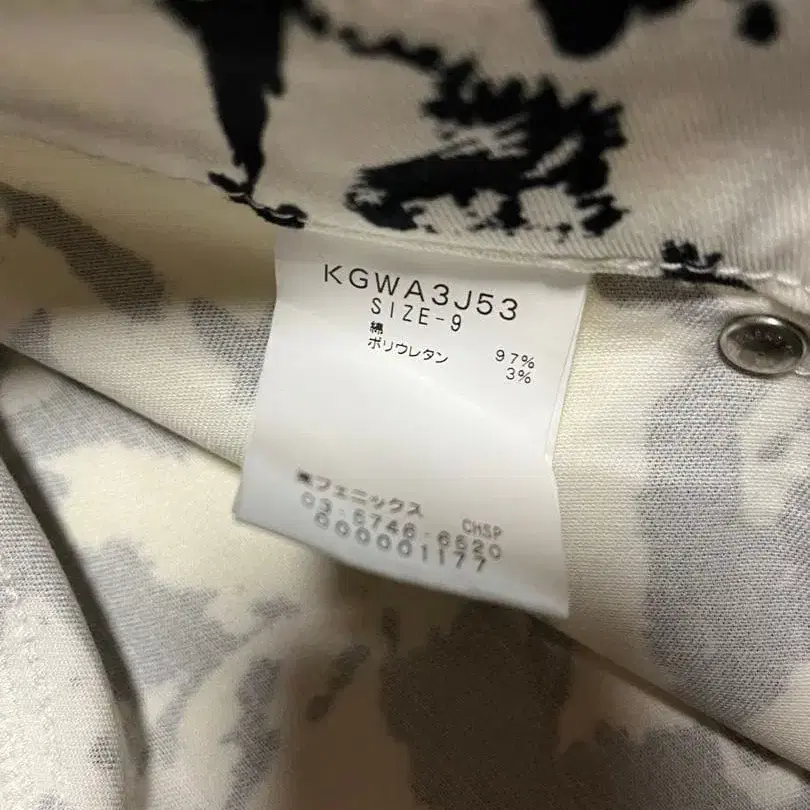 KGWA3J53
SIZE-9
綿 97%
ポリウレタン 3%
㈱フェニックス
03-5746-6520 CHSP
000001177